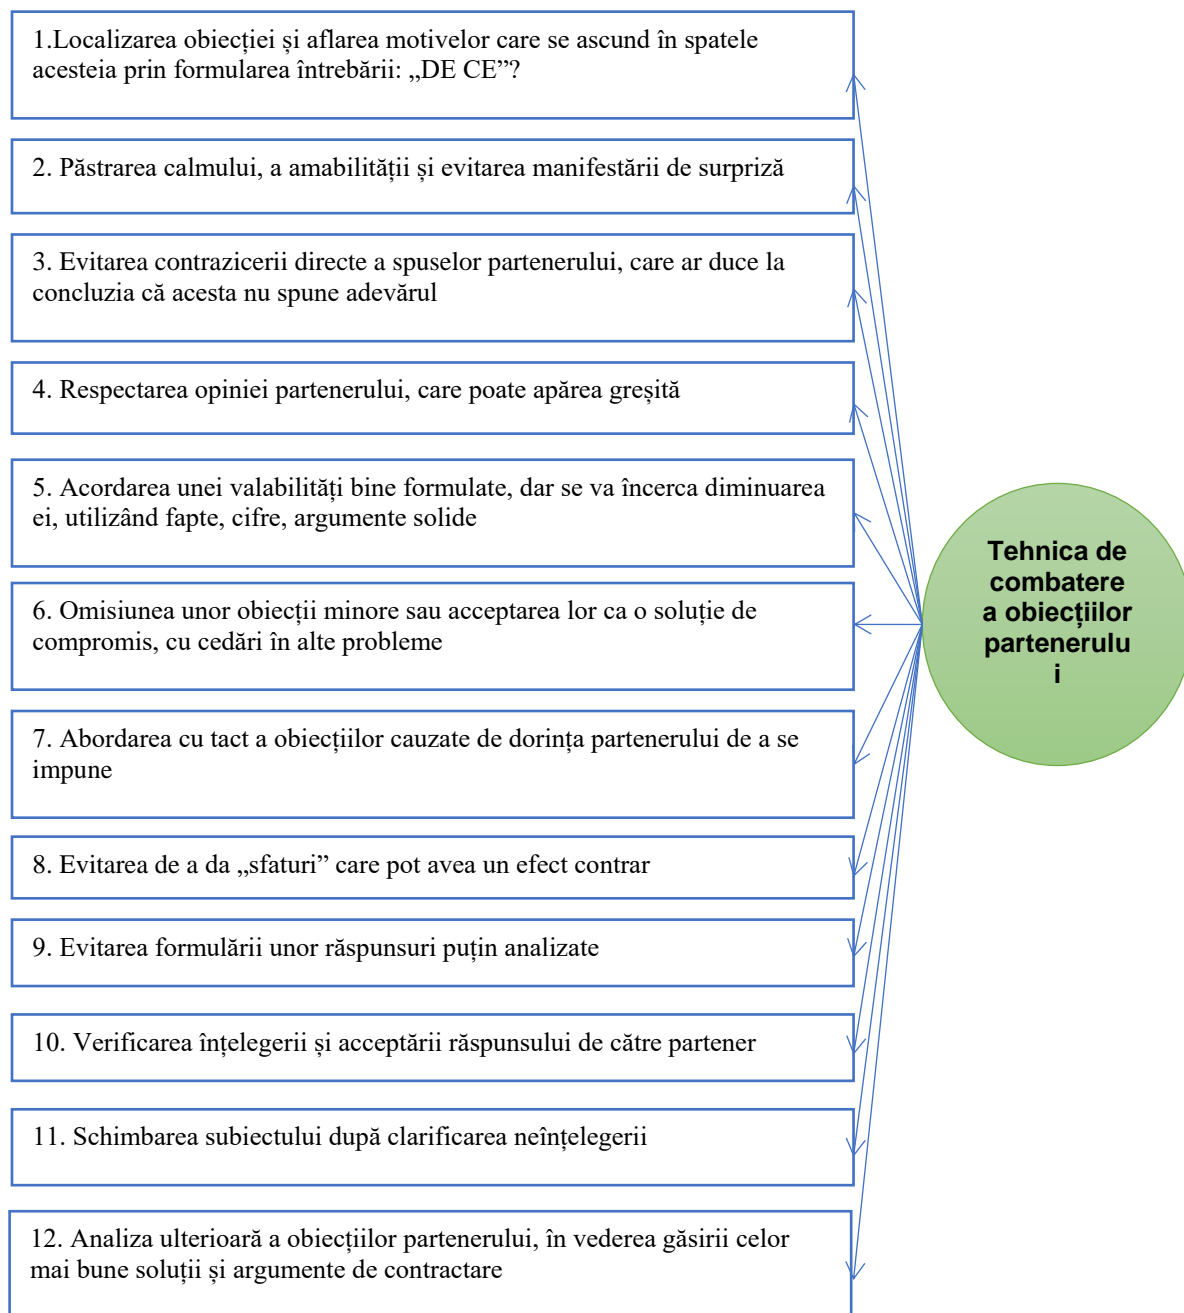 1.Localizarea obiecției și aflarea motivelor care se ascund în spatele
acesteia prin formularea întrebării: „DE CE”?
2. Păstrarea calmului, a amabilității și evitarea manifestării de surpriză
3. Evitarea contrazicerii directe a spuselor partenerului, care ar duce la
concluzia că acesta nu spune adevărul
4. Respectarea opiniei partenerului, care poate apărea greșită
5. Acordarea unei valabilități bine formulate, dar se va încerca diminuarea
ei, utilizând fapte, cifre, argumente solide
6. Omisiunea unor obiecții minore sau acceptarea lor ca o soluție de
compromis, cu cedări în alte probleme
7. Abordarea cu tact a obiecțiilor cauzate de dorința partenerului de a se
impune
8. Evitarea de a da „sfaturi” care pot avea un efect contrar
9. Evitarea formulării unor răspunsuri puțin analizate
10. Verificarea înțelegerii și acceptării răspunsului de către partener
11. Schimbarea subiectului după clarificarea neînțelegerii
12. Analiza ulterioară a obiecțiilor partenerului, în vederea găsirii celor
mai bune soluții și argumente de contractare
Tehnica de
combatere
a obiecțiilor
partenerulu
i